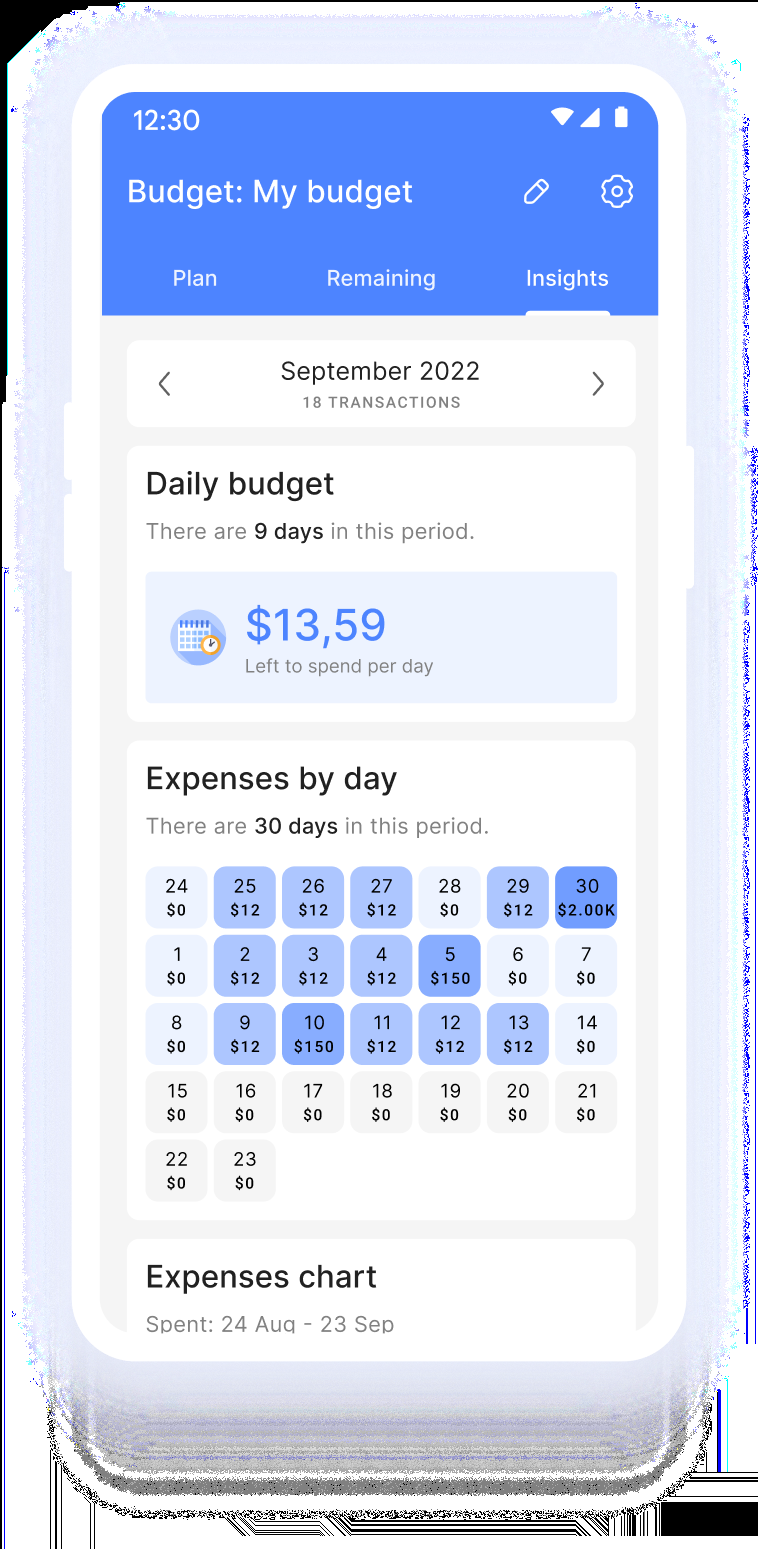 12:30
Budget: My budget
Plan Remaining Insights
September 2022
18 TRANSACTIONS
Daily budget
There are 9 days in this period.
$13,59
Left to spend per day
Expenses by day
There are 30 days in this period.
24 25 26 27 28 29 30
$0 $12 $12 $12 $0 $12 $2.00K
1 2 3 4 5 6 7
$0 $12 $12 $12 $150 $0 $0
8 9 10 11 12 13 14
$0 $12 $150 $12 $12 $12 $0
15 16 17 18 19 20 21
$0 $0 $0 $0 $0 $0 $0
22 23
$0 $0
Expenses chart
Spent: 24 Aug - 23 Sep